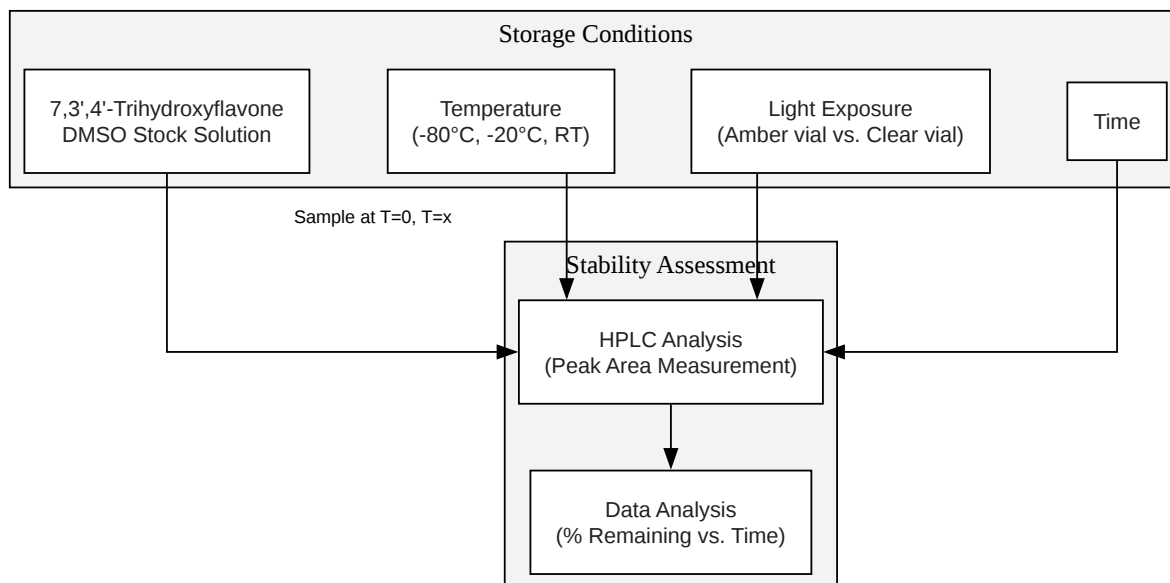 Storage Conditions
7,3',4'-Trihydroxyflavone
DMSO Stock Solution
Temperature
(-80°C, -20°C, RT)
Light Exposure
(Amber vial vs. Clear vial)
Time
Sample at T=0, T=x
Stability Assessment
HPLC Analysis
(Peak Area Measurement)
Data Analysis
(% Remaining vs. Time)